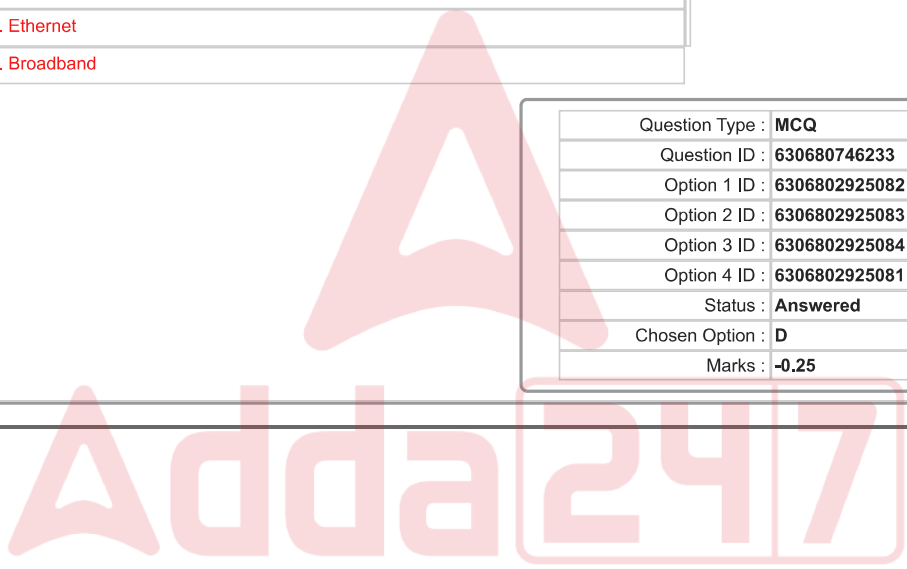 . Ethernet
. Broadband
Question Type : MCQ
Question ID : 630680746233
Option 1 ID : 6306802925082
Option 2 ID : 6306802925083
Option 3 ID : 6306802925084
Option 4 ID : 6306802925081
Status : Answered
Chosen Option : D
Marks : -0.25
Adda247